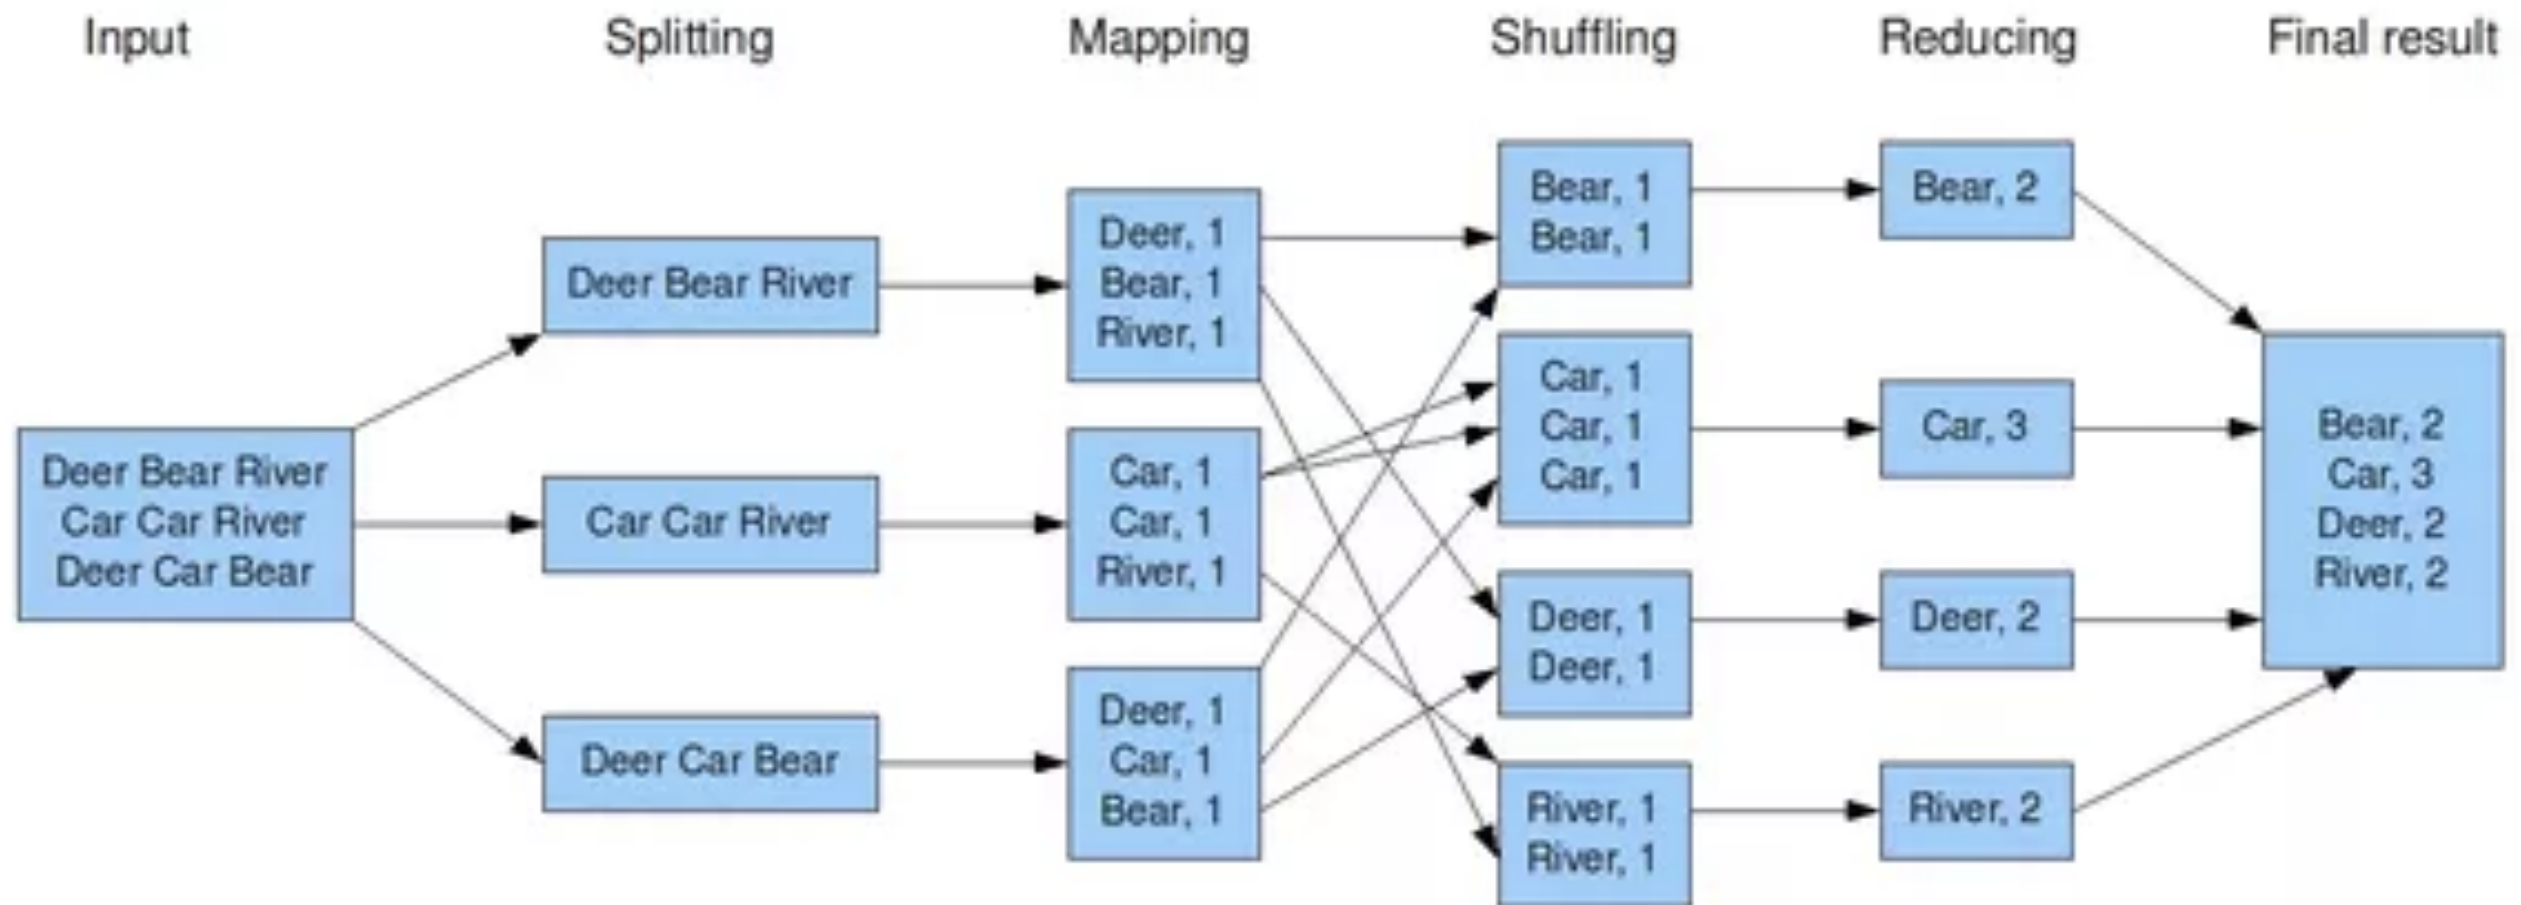 Input
Splitting
Mapping
Shuffling
Reducing
Final result
Deer Bear River
Car Car River
Deer Car Bear
Deer Bear River
Car Car River
Deer Car Bear
Deer, 1
Bear, 1
River, 1
Car, 1
Car, 1
River, 1
Deer, 1
Car, 1
Bear, 1
Bear, 1
Bear, 1
Car, 1
Car, 1
Car, 1
Deer, 1
Deer, 1
River, 1
River, 1
Bear, 2
Car, 3
Deer, 2
River, 2
Bear, 2
Car, 3
Deer, 2
River, 2